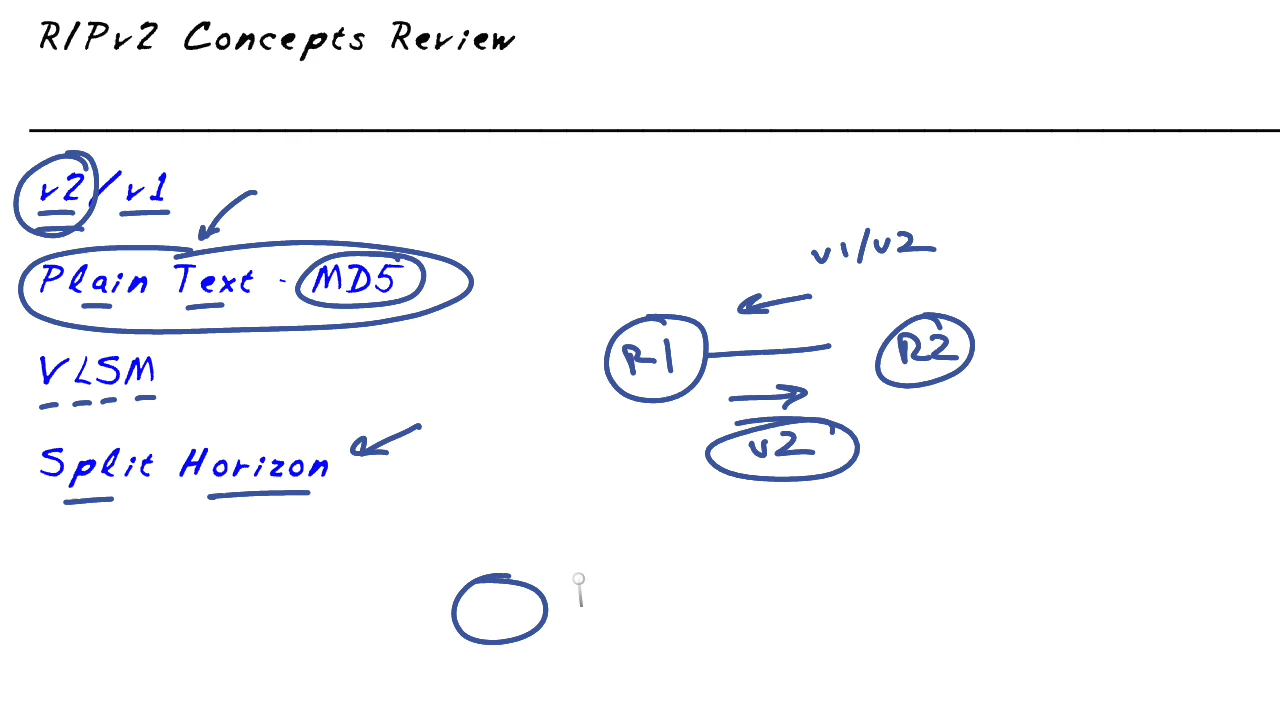 RIPv2 Concepts Review
v2/v1
Plain Text - MD5
VLSM
Split Horizon
v1/v2
R1
R2
v2